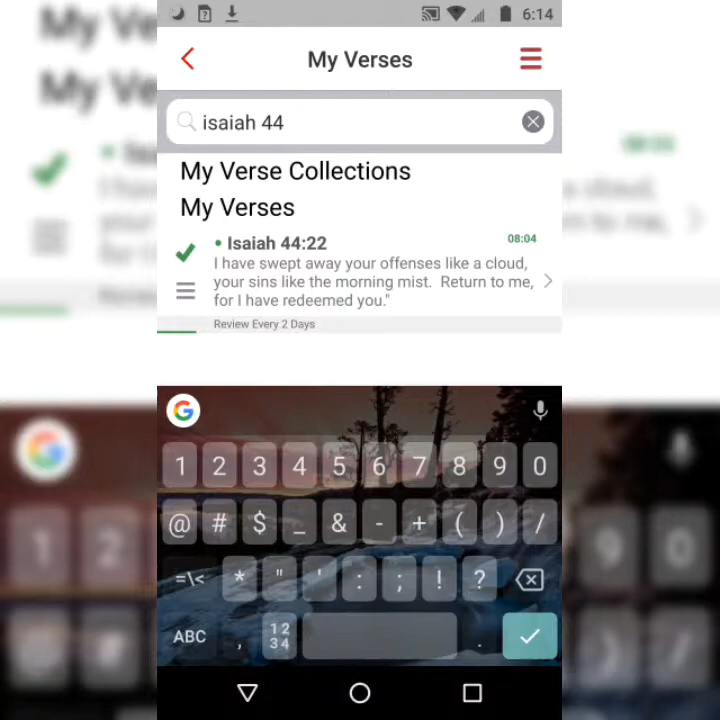 6:14
My Verses
isaiah 44
My Verse Collections
My Verses
• Isaiah 44:22
08:04
I have swept away your offenses like a cloud,
your sins like the morning mist.  Return to me,
for I have redeemed you."
Review Every 2 Days
G
1 2 3 4 5 6 7 8 9 0
@ # $ _ & - + ( ) /
=\< * " ' : ; ! ?
ABC , 12 34 .